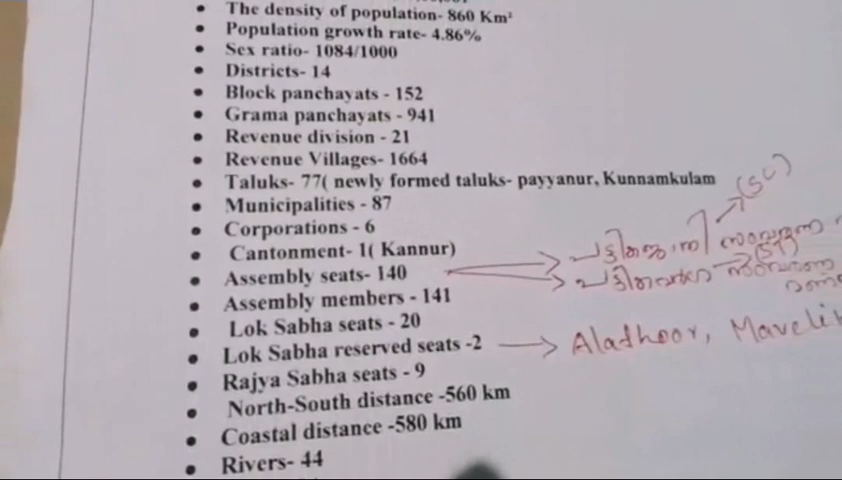 The density of population- 860 Km²
Population growth rate- 4.86%
Sex ratio- 1084/1000
Districts- 14
Block panchayats - 152
Grama panchayats - 941
Revenue division - 21
Revenue Villages- 1664
Taluks- 77( newly formed taluks- payyanur, Kunnamkulam
(SC)
Municipalities - 87
Corporations - 6
Cantonment- 1( Kannur)
(ST)
Assembly seats- 140
Assembly members - 141
Lok Sabha seats - 20
Lok Sabha reserved seats -2 → Aladhoor,
Rajya Sabha seats - 9
North-South distance -560 km
Coastal distance -580 km
Rivers- 44